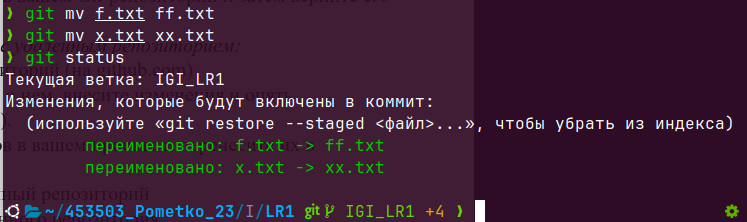 ❯ git mv f.txt ff.txt
❯ git mv x.txt xx.txt
❯ git status
Текущая ветка: IGI_LR1
Изменения, которые будут включены в коммит:
(используйте «git restore --staged <файл>...», чтобы убрать из индекса)
переименовано: f.txt -> ff.txt
переименовано: x.txt -> xx.txt
~/453503_Pometko_23/I/LR1 git IGI_LR1 +4 ❯